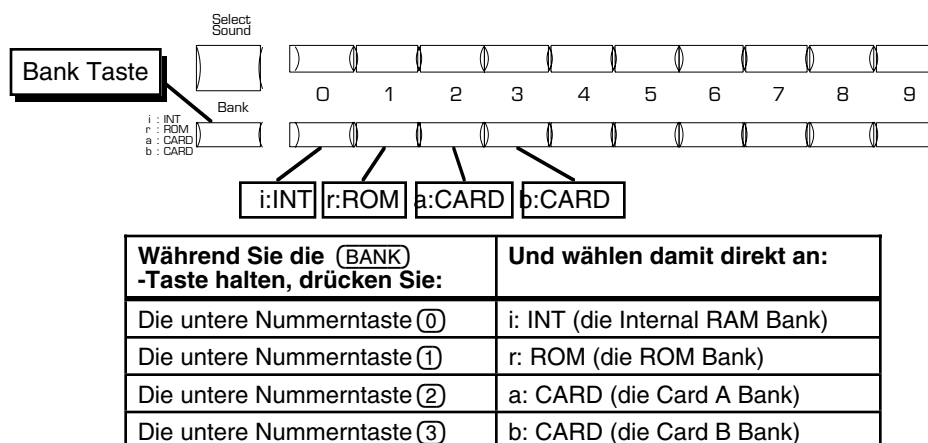 Select
Sound
Bank Taste
0 1 2 3 4 5 6 7 8 9
Bank
i : INT
r : ROM
a : CARD
b : CARD
i:INT r:ROM a:CARD b:CARD
Während Sie die (BANK)
-Taste halten, drücken Sie:
Und wählen damit direkt an:
Die untere Nummerntaste (0) i: INT (die Internal RAM Bank)
Die untere Nummerntaste (1) r: ROM (die ROM Bank)
Die untere Nummerntaste (2) a: CARD (die Card A Bank)
Die untere Nummerntaste (3) b: CARD (die Card B Bank)